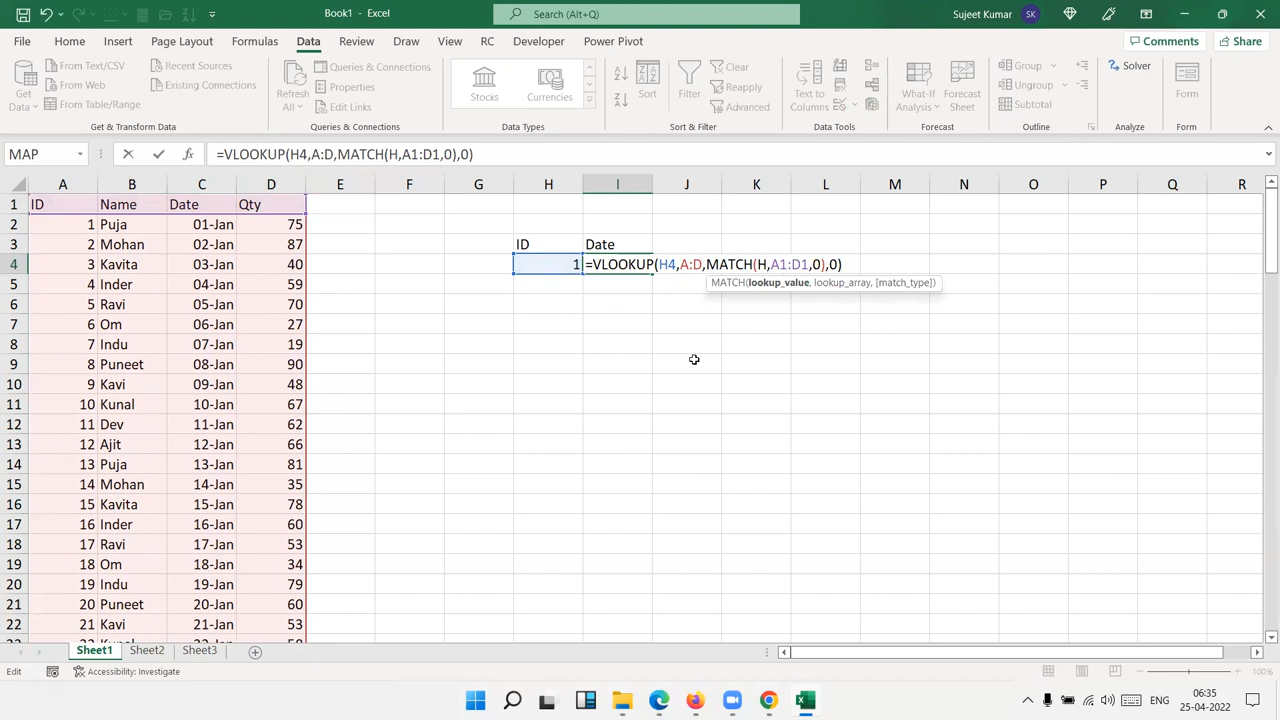 Book1 - Excel
Search (Alt+Q)
Sujeet Kumar SK
File Home Insert Page Layout Formulas Data Review View RC Developer Help Power Pivot
Comments Share
Get Data
From Text/CSV
From Web
From Table/Range
Recent Sources
Existing Connections
Get & Transform Data
Refresh All
Queries & Connections
Properties
Edit Links
Queries & Connections
Stocks Currencies
Data Types
Sort Filter
Clear
Reapply
Advanced
Sort & Filter
Text to Columns
Data Tools
What-If Analysis
Forecast Sheet
Forecast
Group
Ungroup
Subtotal
Outline
Solver
Analyze
Form
Form
MAP fx =VLOOKUP(H4,A:D,MATCH(H,A1:D1,0),0)
A B C D E F G H I J K L M N O P Q R
1 ID Name Date Qty
2 1 Puja 01-Jan 75
3 2 Mohan 02-Jan 87 ID Date
4 3 Kavita 03-Jan 40 1 =VLOOKUP(H4,A:D,MATCH(H,A1:D1,0),0)
MATCH(lookup_value, lookup_array, [match_type])
5 4 Inder 04-Jan 59
6 5 Ravi 05-Jan 70
7 6 Om 06-Jan 27
8 7 Indu 07-Jan 19
9 8 Puneet 08-Jan 90
10 9 Kavi 09-Jan 48
11 10 Kunal 10-Jan 67
12 11 Dev 11-Jan 62
13 12 Ajit 12-Jan 66
14 13 Puja 13-Jan 81
15 14 Mohan 14-Jan 35
16 15 Kavita 15-Jan 78
17 16 Inder 16-Jan 60
18 17 Ravi 17-Jan 53
19 18 Om 18-Jan 34
20 19 Indu 19-Jan 79
21 20 Puneet 20-Jan 60
22 21 Kavi 21-Jan 53
Sheet1 Sheet2 Sheet3
Edit Accessibility: Investigate
100%
ENG
06:35
25-04-2022